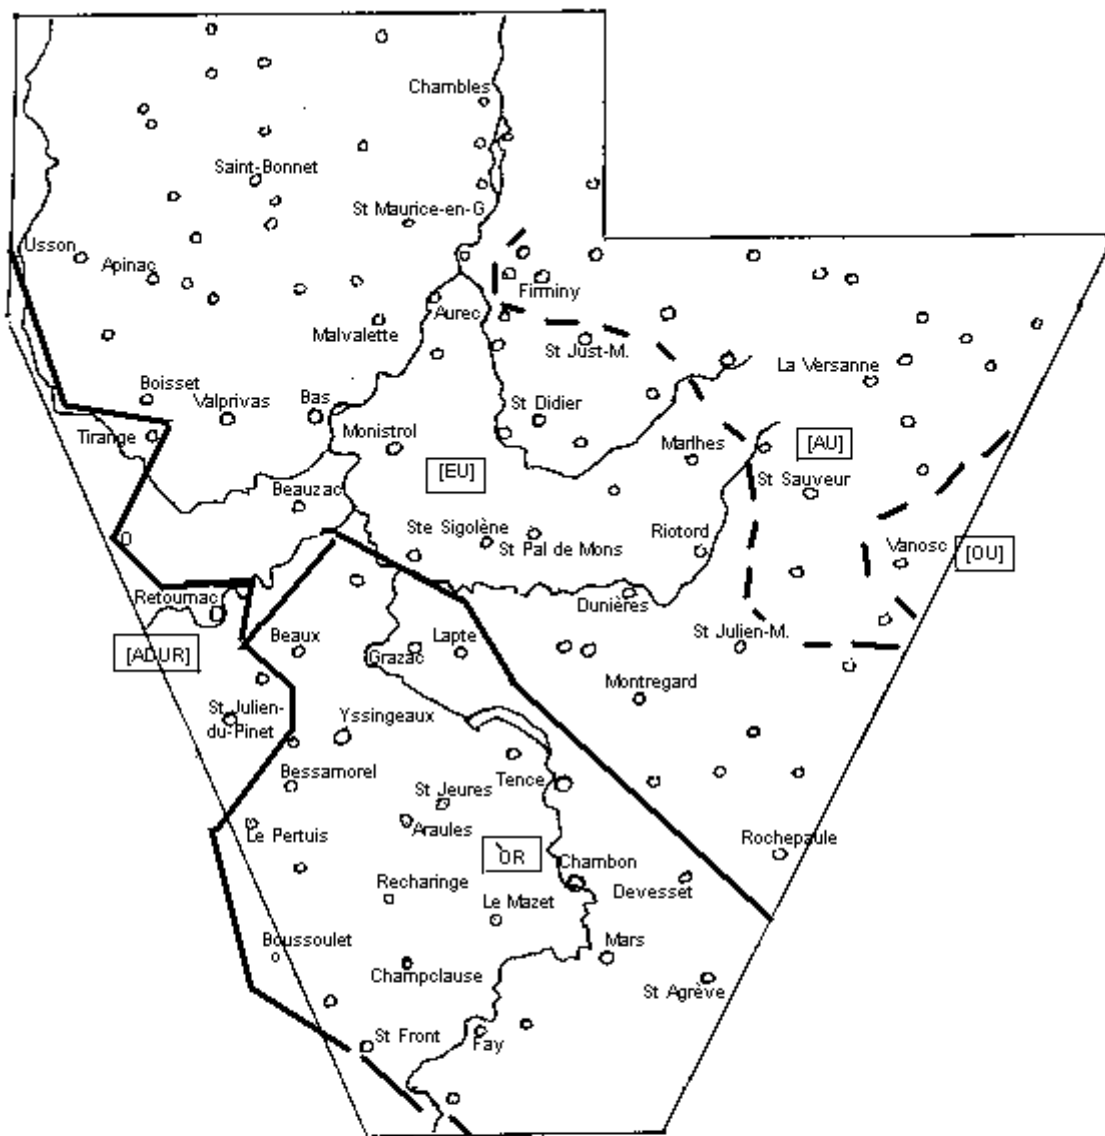 Chambles
Saint-Bonnet
St Maurice-en-G
Usson
Apinac
Firminy
Aurec
Malvalette
St Just-M.
La Versanne
Boisset
Valprivas
Bas
St Didier
Tirange
Monistrol
Marlhes
[AU]
[EU]
St Sauveur
Beauzac
Ste Sigolène
St Pal de Mons
Riotord
Vanosc
[OU]
Retournac
Dunières
St Julien-M.
Beaux
Lapte
[ADUR]
Grazac
Montregard
St Julien-
du-Pinet
Yssingeaux
Bessamorel
Tence
St Jeures
Le Pertuis
Araules
Rochepaule
`OR
Chambon
Recharinge
Devesset
Le Mazet
Boussoulet
Mars
Champclause
St Agrève
St Front
Fay